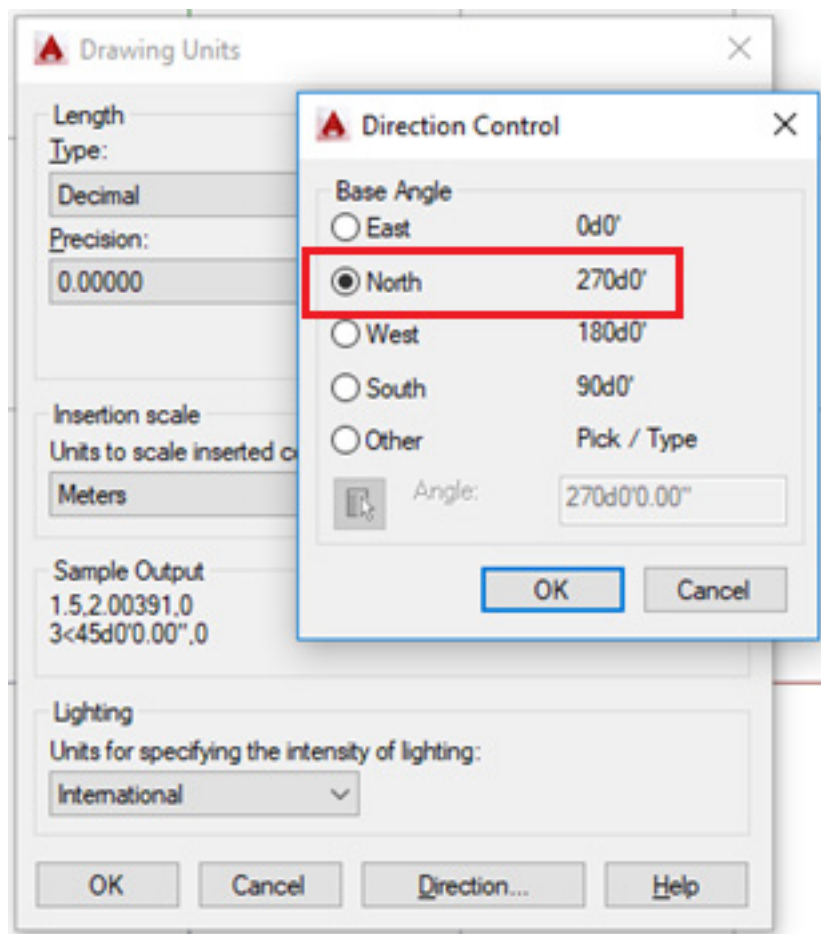 Drawing Units
Length
Type:
Decimal
Precision:
0.00000
Insertion scale
Units to scale inserted
Meters
Sample Output
1.5,2.00391,0
3<45d0'0.00",0
Lighting
Units for specifying the intensity of lighting:
International
OK Cancel Direction... Help
Direction Control
Base Angle
East 0d0'
North 270d0'
West 180d0'
South 90d0'
Other Pick / Type
Angle: 270d0'0.00"
OK Cancel